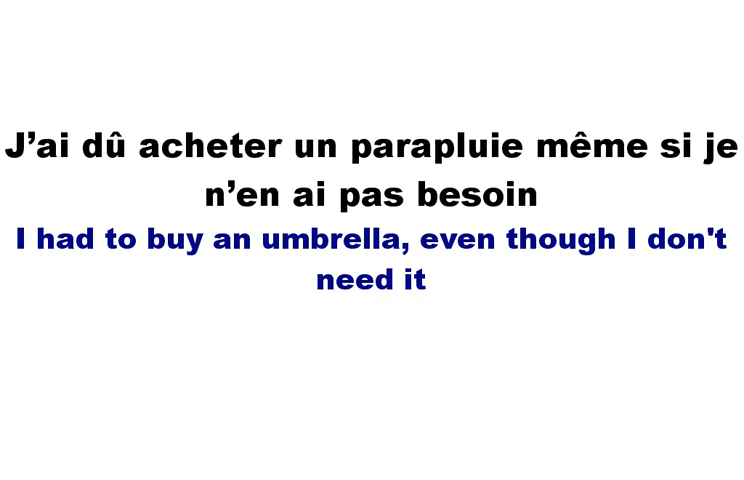 J’ai dû acheter un parapluie même si je
n’en ai pas besoin
I had to buy an umbrella, even though I don't
need it